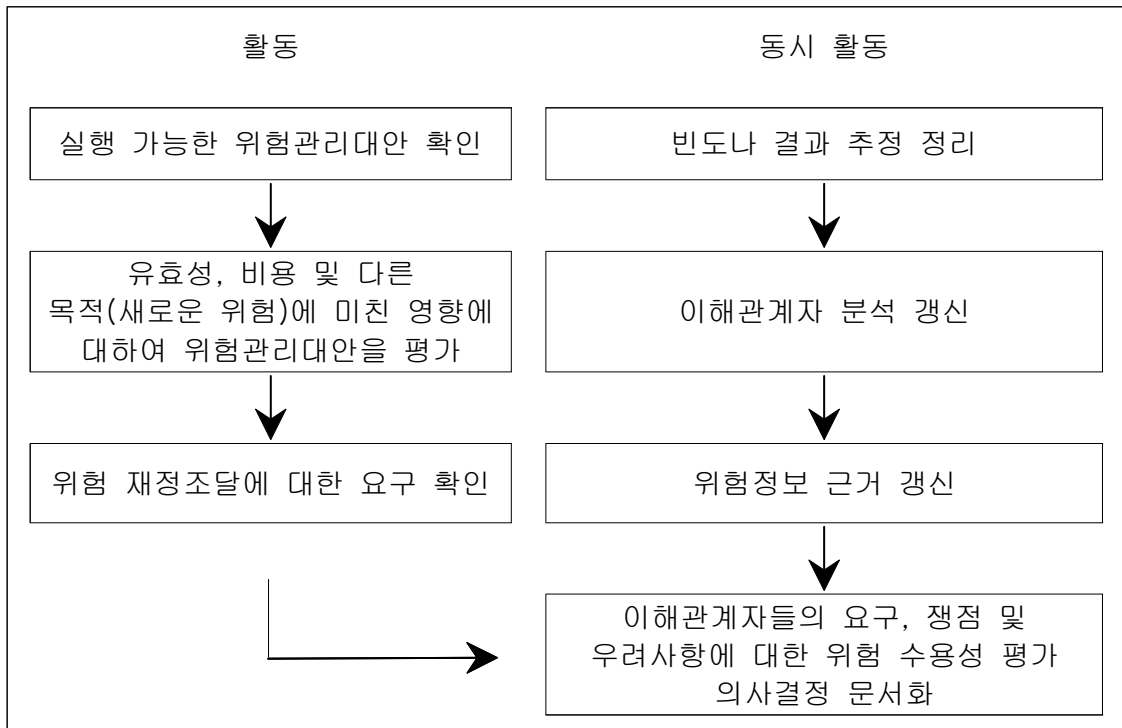 활동
동시 활동
실행 가능한 위험관리대안 확인
빈도나 결과 추정 정리
유효성, 비용 및 다른
목적(새로운 위험)에 미친 영향에
대하여 위험관리대안을 평가
이해관계자 분석 갱신
위험 재정조달에 대한 요구 확인
위험정보 근거 갱신
이해관계자들의 요구, 쟁점 및
우려사항에 대한 위험 수용성 평가
의사결정 문서화